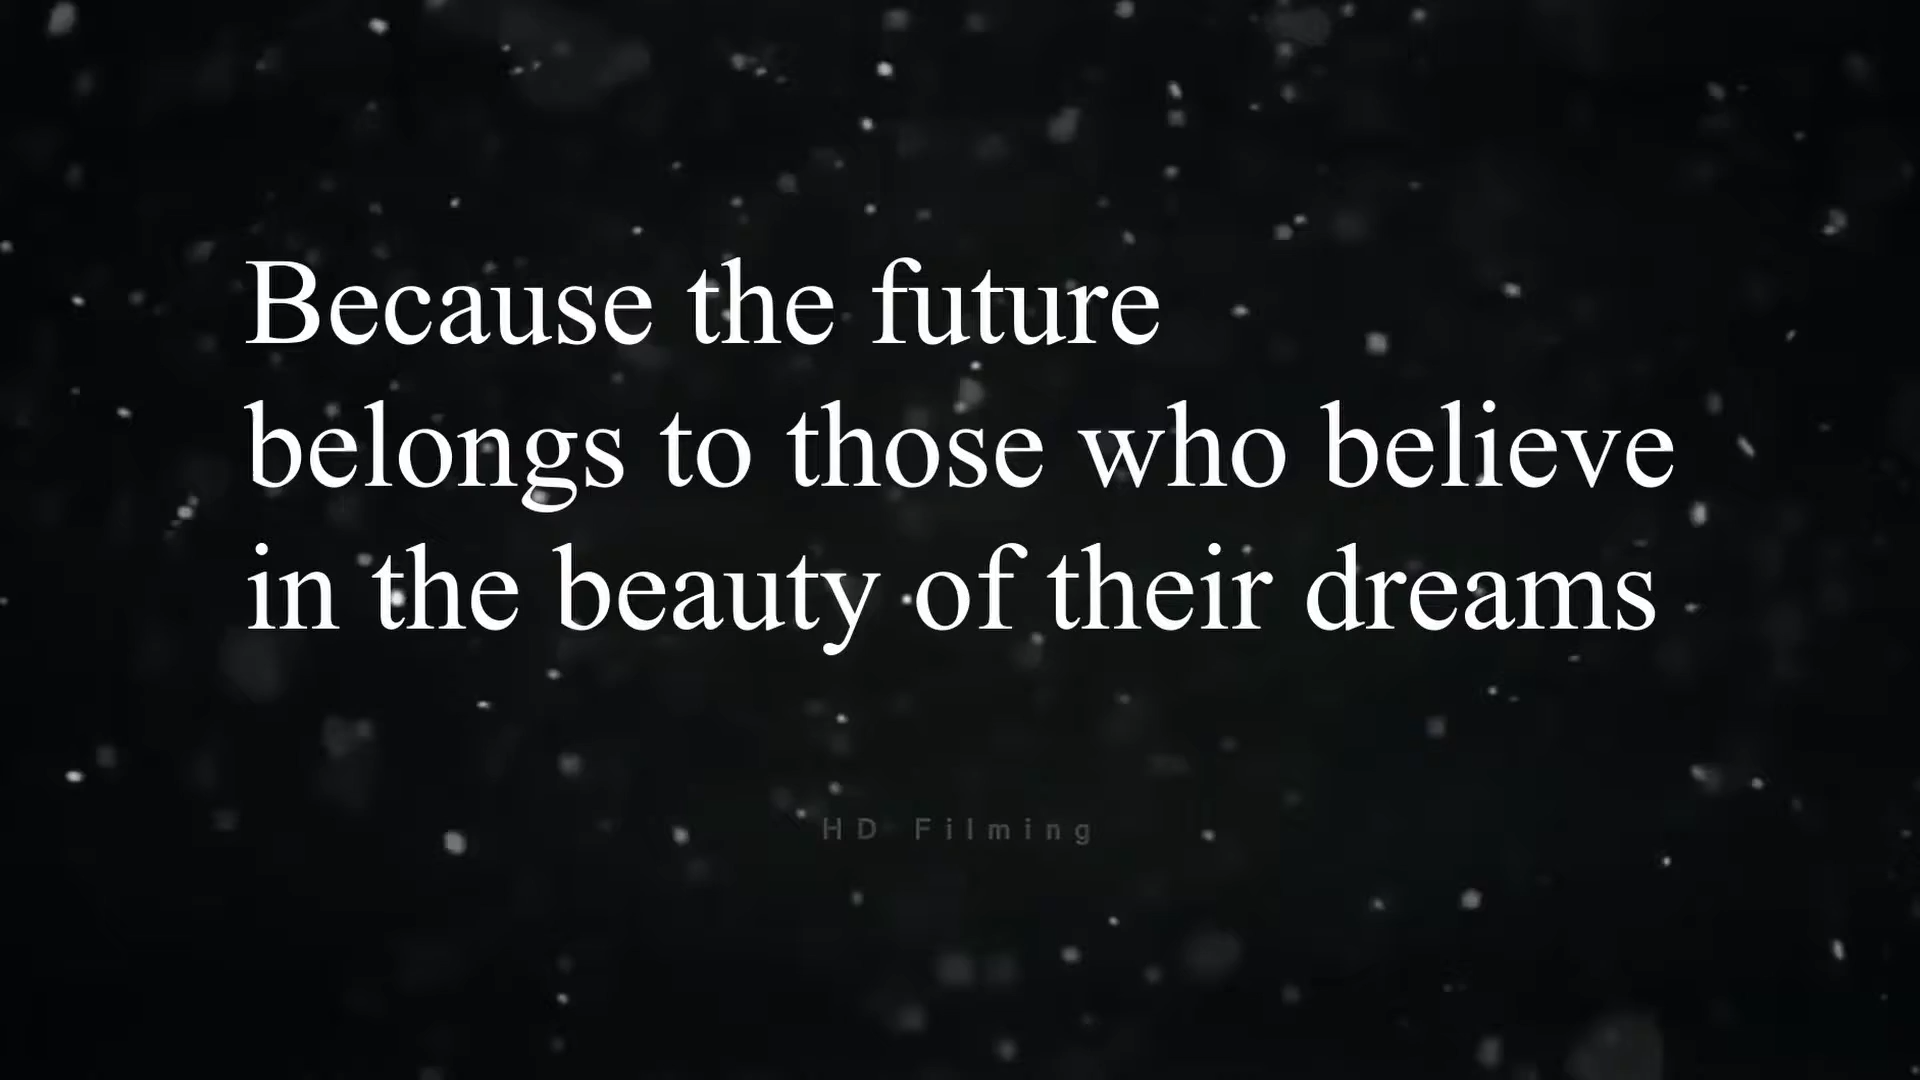 Because the future
belongs to those who believe
in the beauty of their dreams
HD Filming